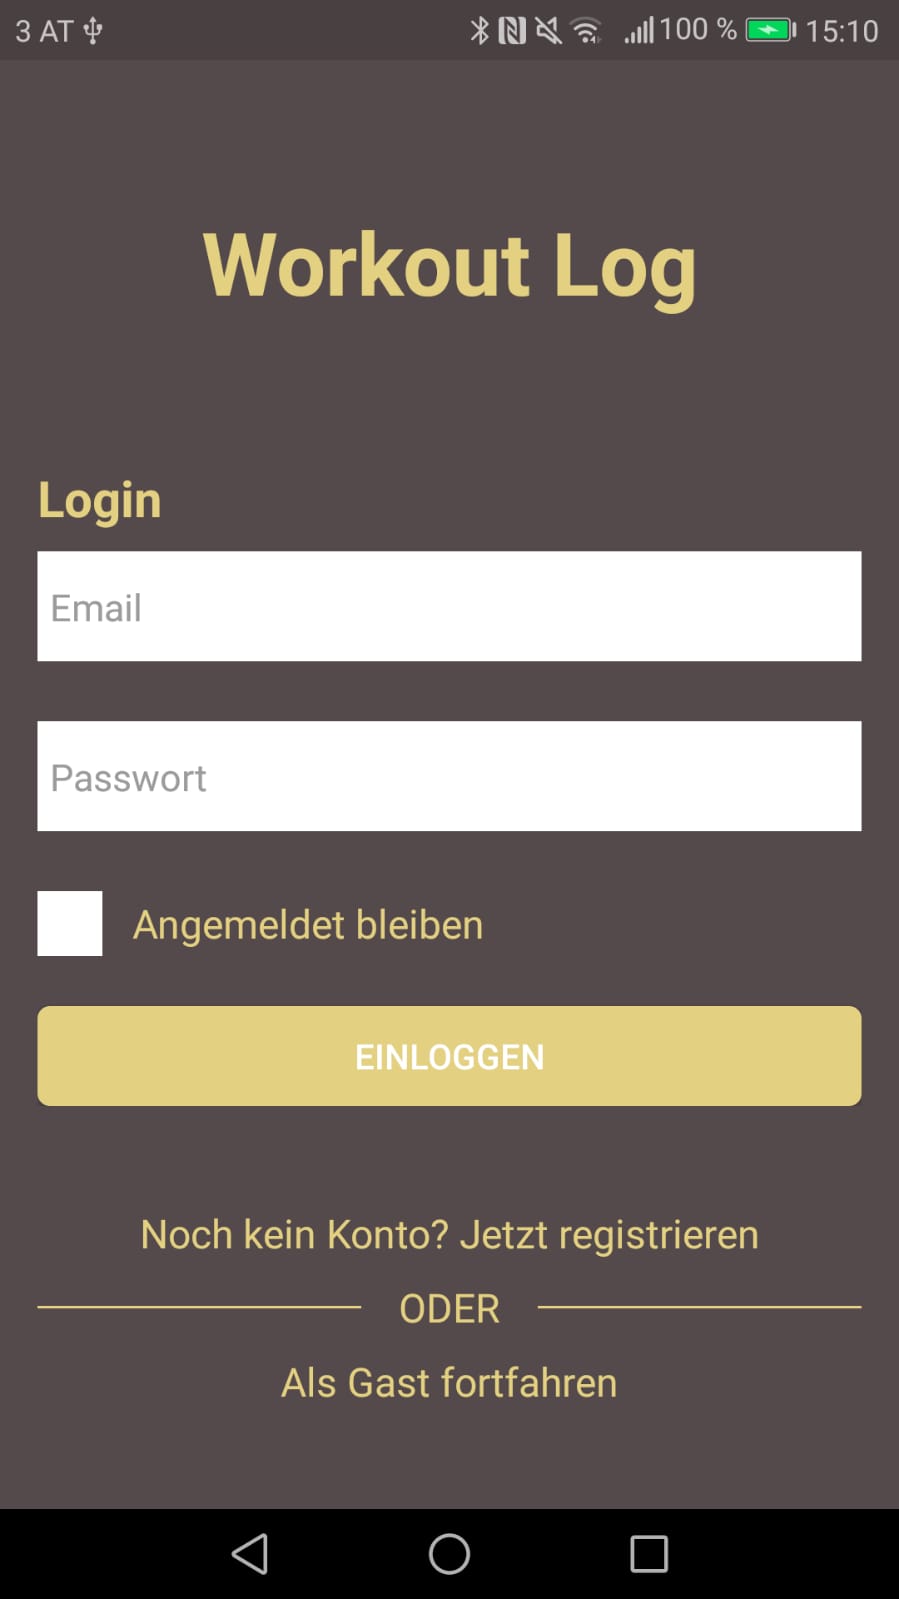 3 AT 100 % 15:10
Workout Log
Login
Email
Passwort
Angemeldet bleiben
EINLOGGEN
Noch kein Konto? Jetzt registrieren
ODER
Als Gast fortfahren